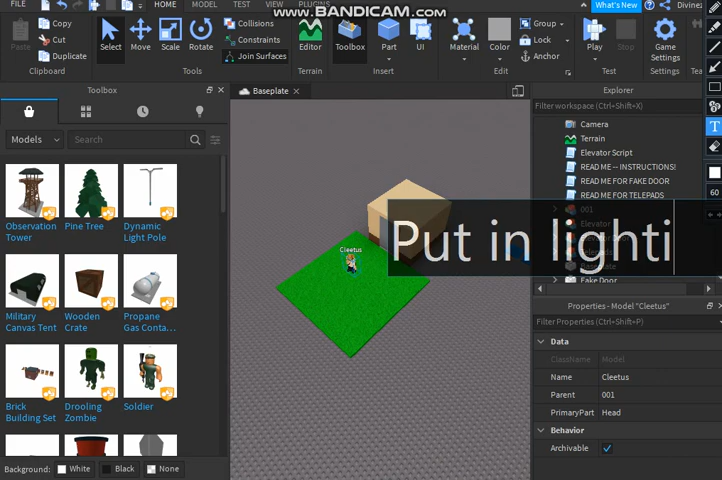 www.BANDICAM.com
FILE HOME MODEL TEST VIEW PLUGINS What's New Divinez
Paste Copy Cut Duplicate Clipboard
Select Move Scale Rotate Collisions Constraints Join Surfaces Tools
Editor Terrain
Toolbox Part UI Insert
Material Color Group Lock Anchor Edit
Play Stop Test
Game Settings Settings
Tea
Toolbox
Models Search
Observation Tower
Pine Tree
Dynamic Light Pole
Military Canvas Tent
Wooden Crate
Propane Gas Conta...
Brick Building Set
Drooling Zombie
Soldier
Background: White Black None
Baseplate
Cleetus
Put in lighti
Explorer
Filter workspace (Ctrl+Shift+X)
Camera
Terrain
Elevator Script
READ ME -- INSTRUCTIONS!
READ ME FOR FAKE DOOR
READ ME FOR TELEPADS
001
Elevator
Baseplate
Fake Door
Properties - Model "Cleetus"
Filter Properties (Ctrl+Shift+P)
Data
ClassName Model
Name Cleetus
Parent 001
PrimaryPart Head
Behavior
Archivable
T
60